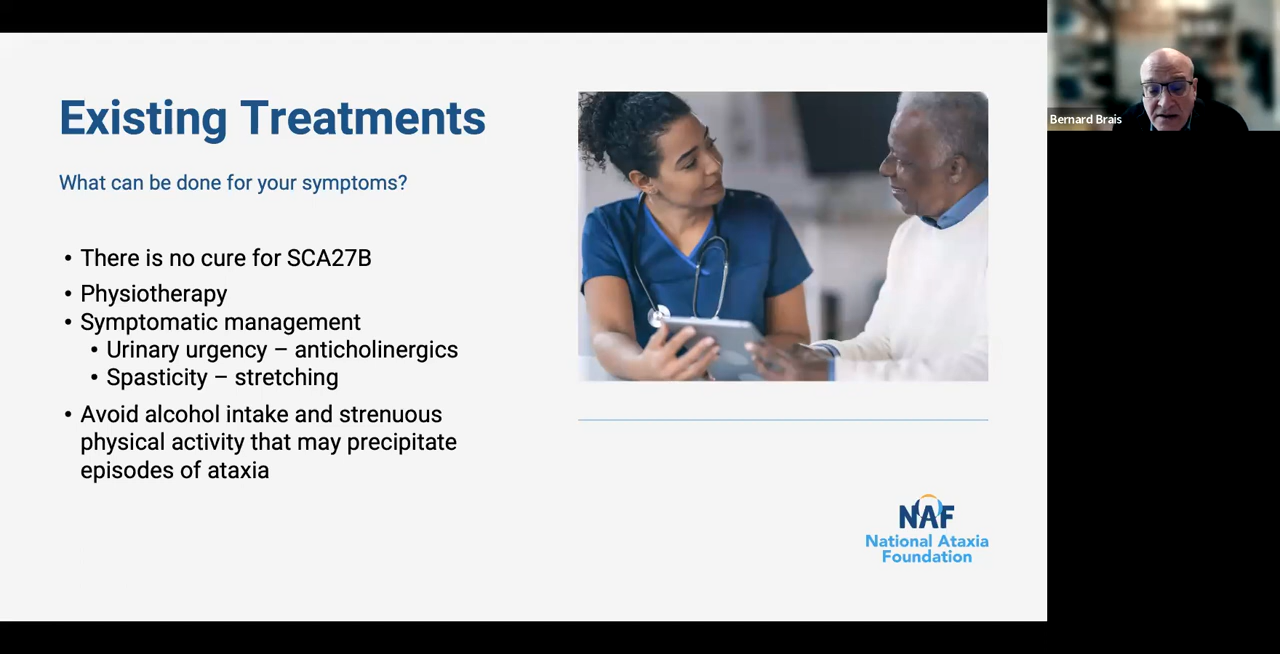 Existing Treatments
What can be done for your symptoms?
• There is no cure for SCA27B
• Physiotherapy
• Symptomatic management
• Urinary urgency – anticholinergics
• Spasticity – stretching
• Avoid alcohol intake and strenuous
physical activity that may precipitate
episodes of ataxia
NAF
National Ataxia
Foundation
Bernard Brais